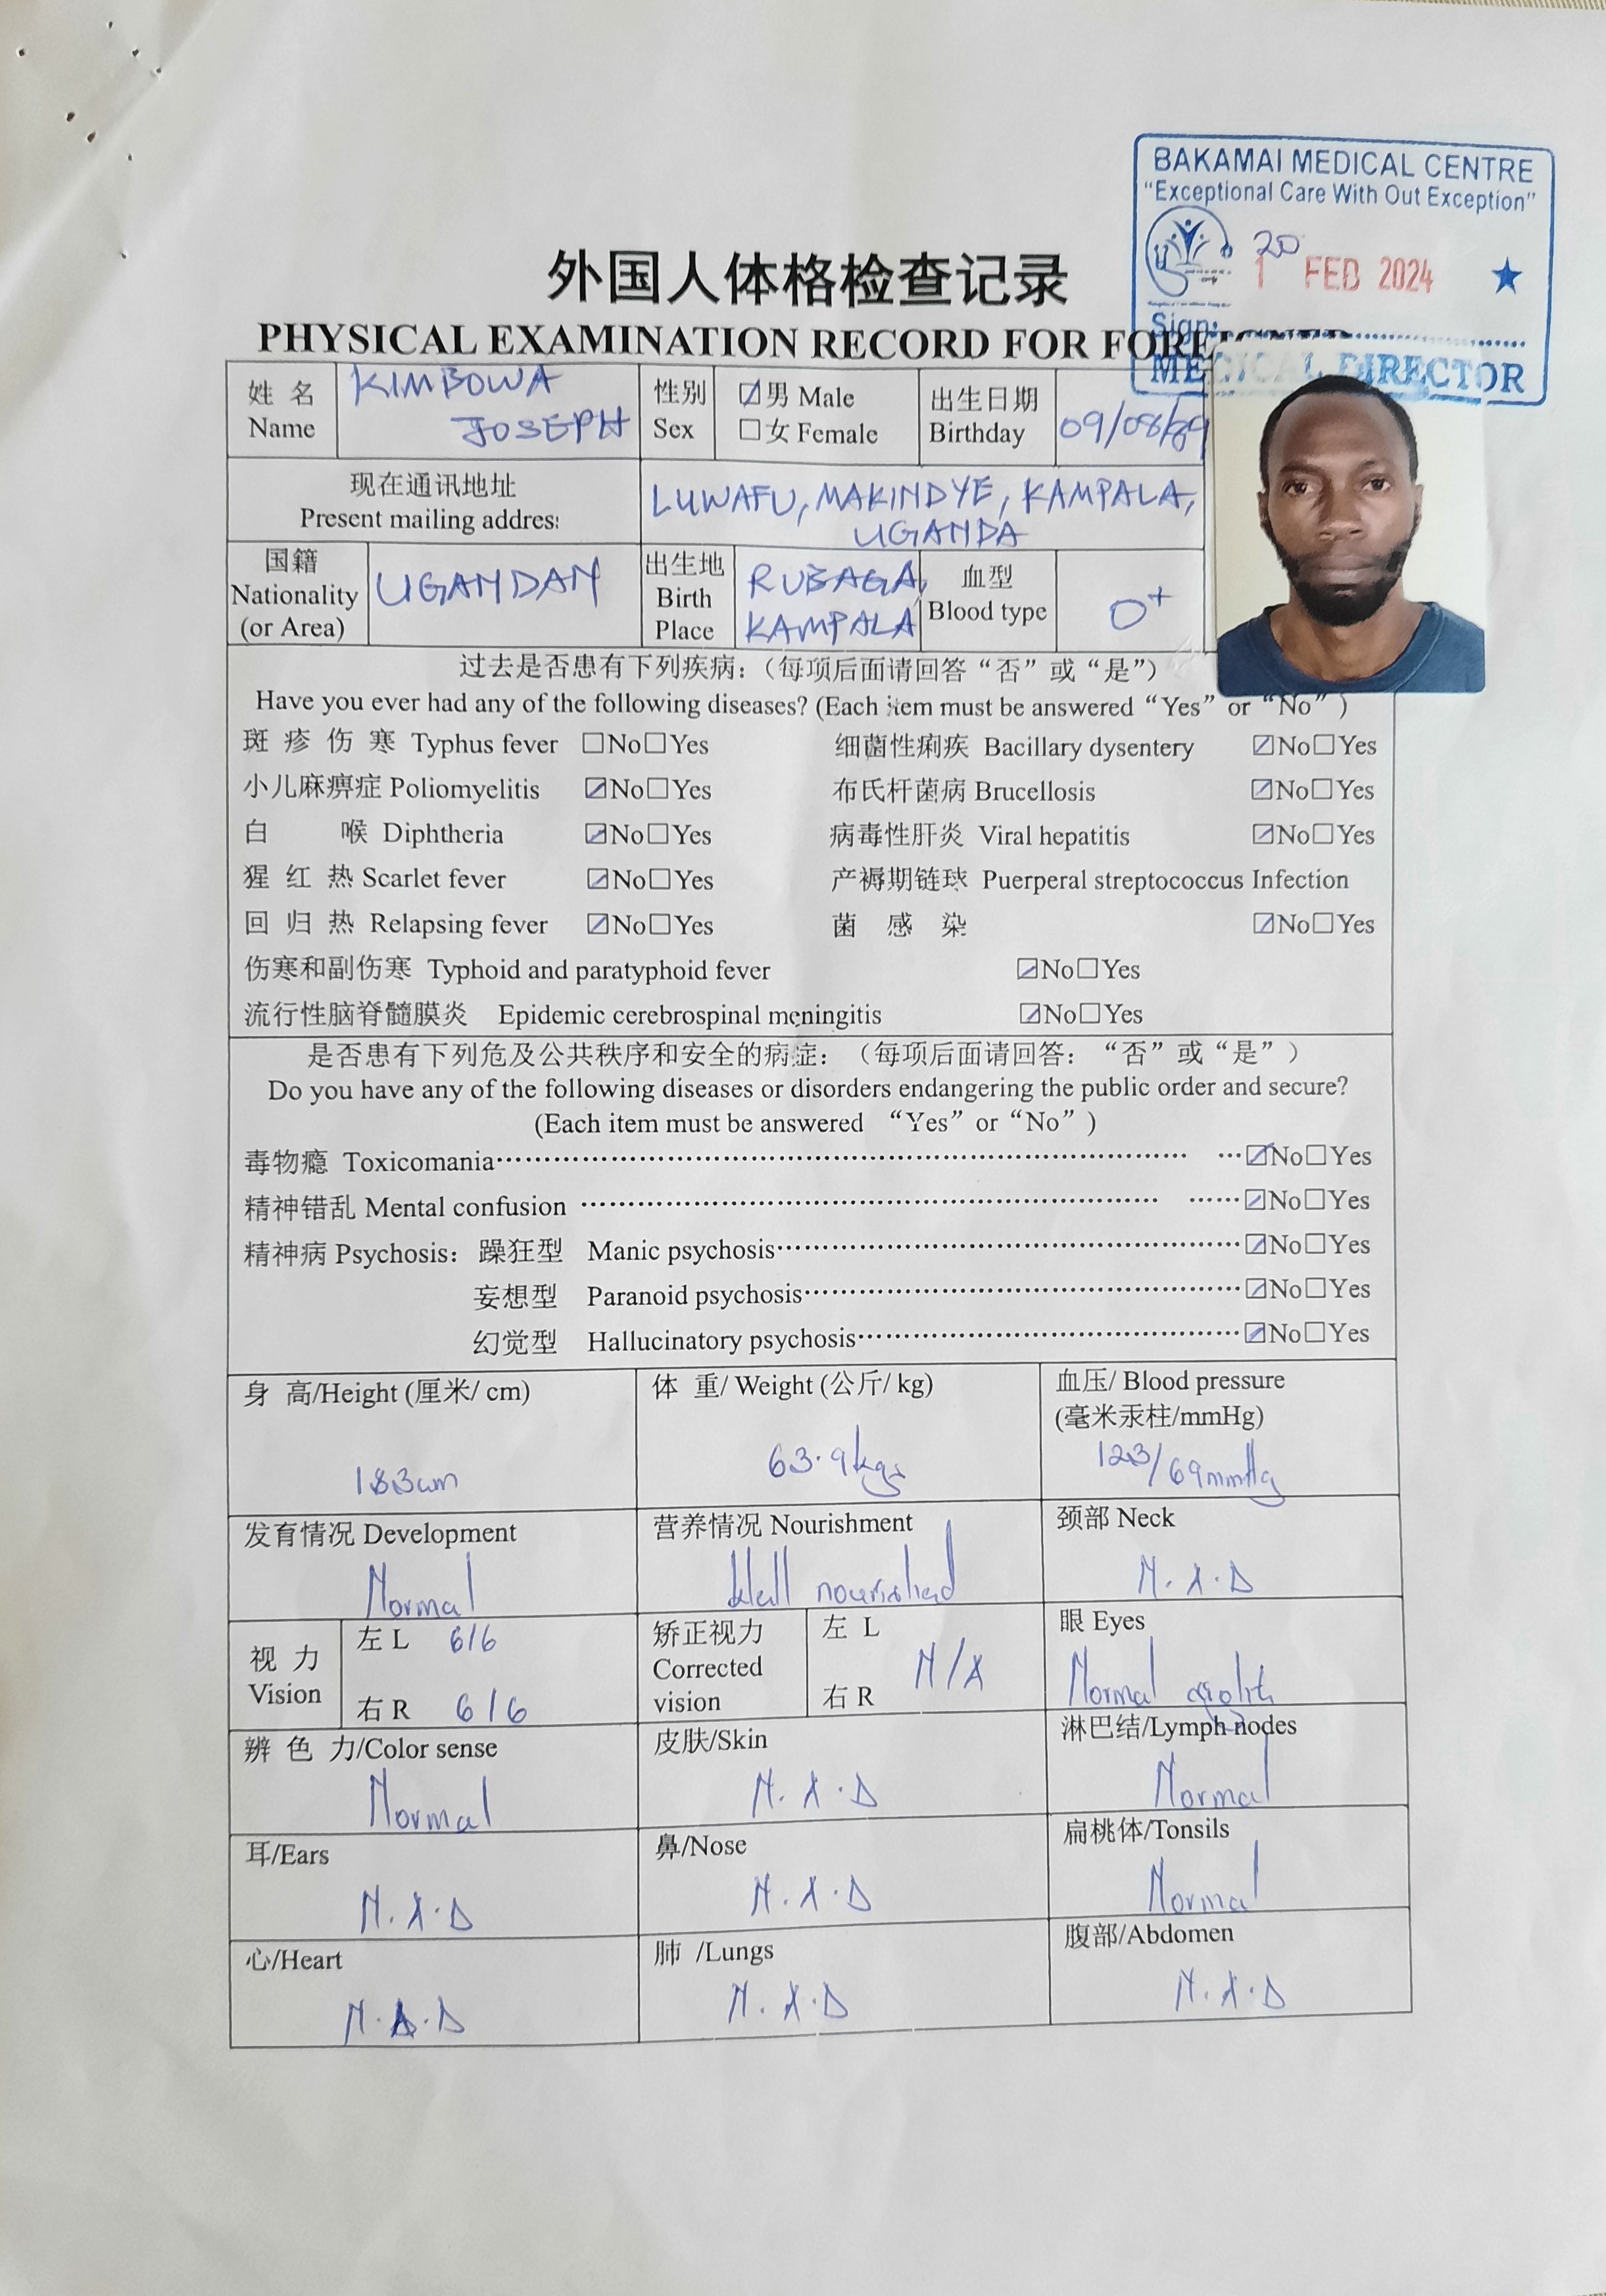 BAKAMAI MEDICAL CENTRE
"Exceptional Care With Out Exception"
20
1 FEB 2024
Sign:
MEDICAL DIRECTOR
外国人体格检查记录
PHYSICAL EXAMINATION RECORD FOR FOREIGNER
姓 名 Name KIMBOWA JOSEPH
性别 Sex ☑男 Male □女 Female
出生日期 Birthday 09/08/89
现在通讯地址
Present mailing address
LUWAFU, MAKINDYE, KAMPALA,
UGANDA
国籍 Nationality (or Area) UGANDAN
出生地 Birth Place RUBAGA, KAMPALA
血型 Blood type O+
过去是否患有下列疾病：（每项后面请回答“否”或“是”）
Have you ever had any of the following diseases? (Each item must be answered “Yes” or “No” )
斑 疹 伤 寒 Typhus fever □No□Yes 细菌性痢疾 Bacillary dysentery ☑No□Yes
小儿麻痹症 Poliomyelitis ☑No□Yes 布氏杆菌病 Brucellosis ☑No□Yes
白 喉 Diphtheria ☑No□Yes 病毒性肝炎 Viral hepatitis ☑No□Yes
猩 红 热 Scarlet fever ☑No□Yes 产褥期链球 Puerperal streptococcus Infection
回 归 热 Relapsing fever ☑No□Yes 菌 感 染 ☑No□Yes
伤寒和副伤寒 Typhoid and paratyphoid fever ☑No□Yes
流行性脑脊髓膜炎 Epidemic cerebrospinal meningitis ☑No□Yes
是否患有下列危及公共秩序和安全的病症：（每项后面请回答：“否”或“是”）
Do you have any of the following diseases or disorders endangering the public order and secure?
(Each item must be answered “Yes” or “No” )
毒物瘾 Toxicomania ☑No□Yes
精神错乱 Mental confusion ☑No□Yes
精神病 Psychosis： 躁狂型 Manic psychosis ☑No□Yes
妄想型 Paranoid psychosis ☑No□Yes
幻觉型 Hallucinatory psychosis ☑No□Yes
身 高/Height (厘米/ cm)
183cm
体 重/ Weight (公斤/ kg)
63.9kgs
血压/ Blood pressure
(毫米汞柱/mmHg)
123/69mmHg
发育情况 Development
Normal
营养情况 Nourishment
Well nourished
颈部 Neck
N.A.D
视 力 Vision
左 L 6/6
右 R 6/6
矫正视力 Corrected vision
左 L
右 R
N/A
眼 Eyes
Normal
辨 色 力/Color sense
Normal
皮肤/Skin
N.A.D
淋巴结/Lymph nodes
Normal
耳/Ears
N.A.D
鼻/Nose
N.A.D
扁桃体/Tonsils
Normal
心/Heart
N.A.D
肺 /Lungs
N.A.D
腹部/Abdomen
N.A.D